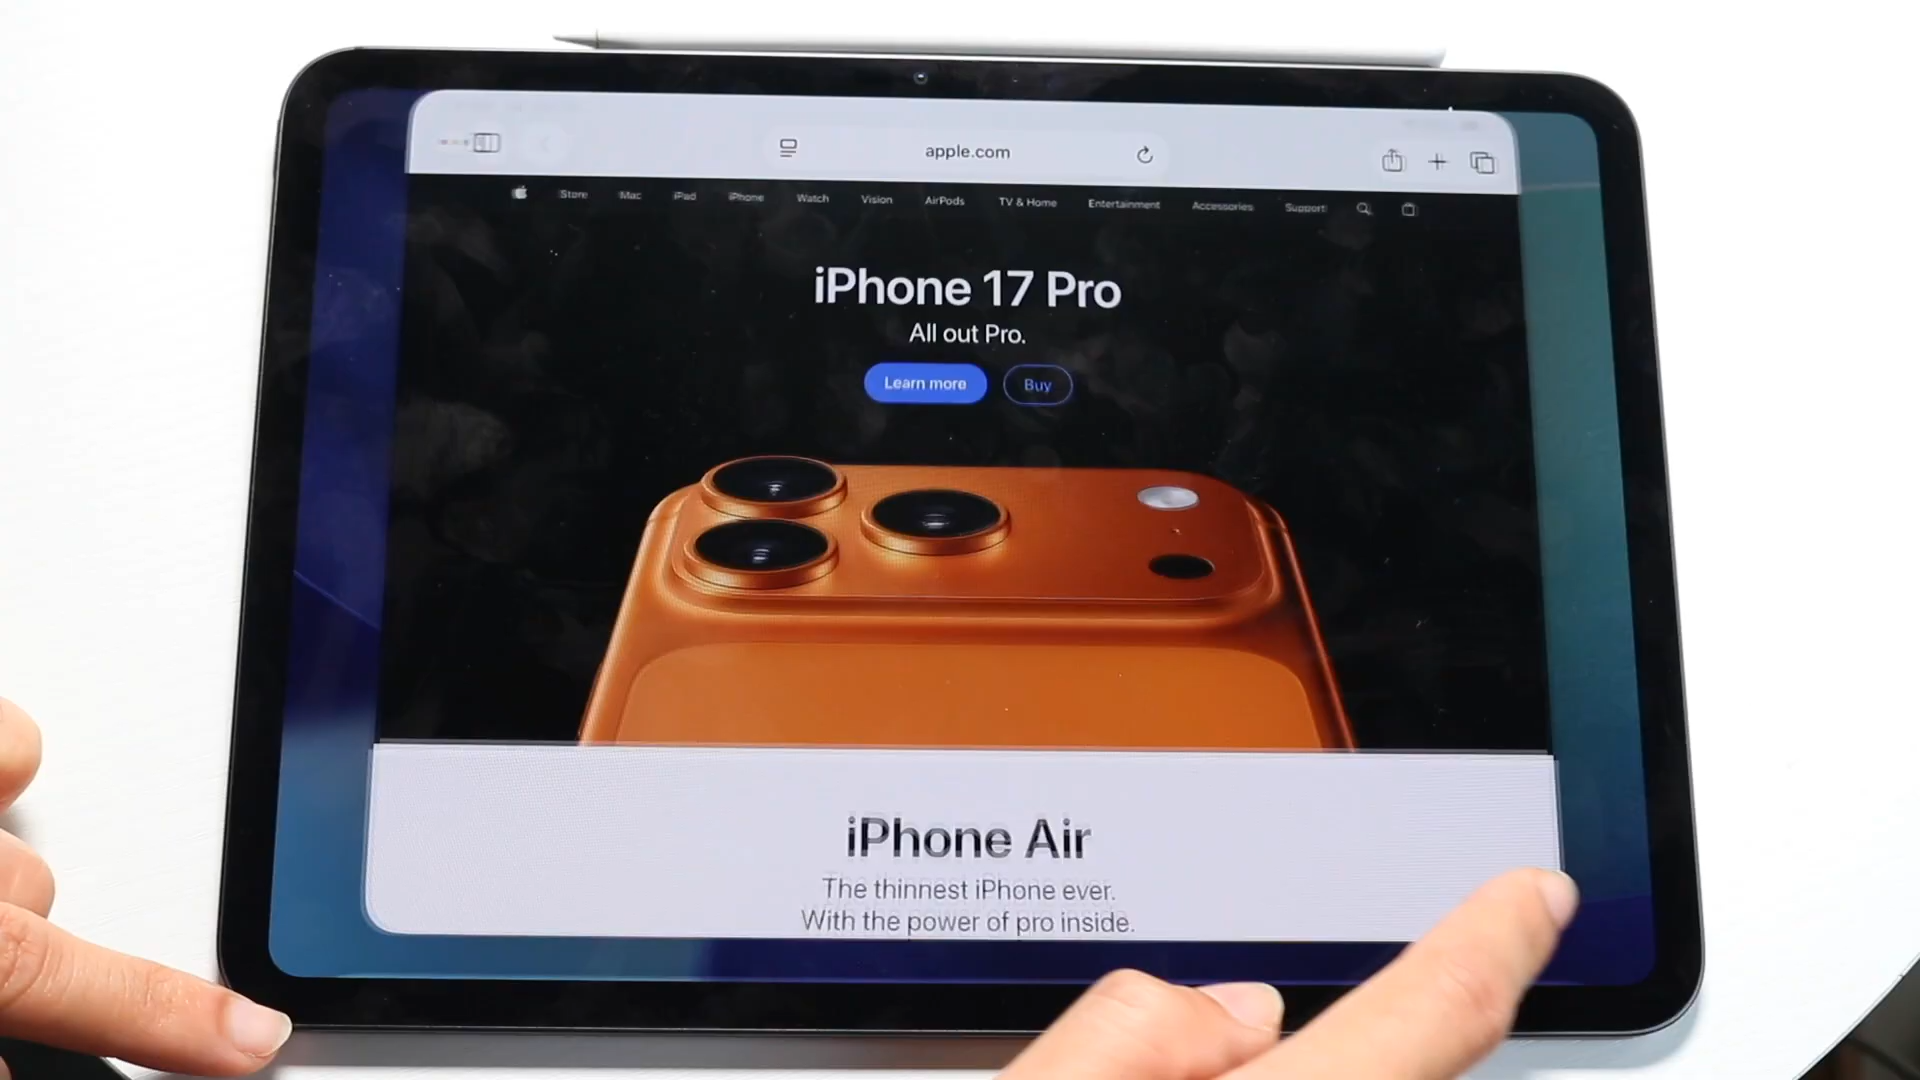 apple.com
Store Mac iPad iPhone Watch Vision AirPods TV & Home Entertainment Accessories Support
iPhone 17 Pro
All out Pro.
Learn more Buy
iPhone Air
The thinnest iPhone ever.
With the power of pro inside.